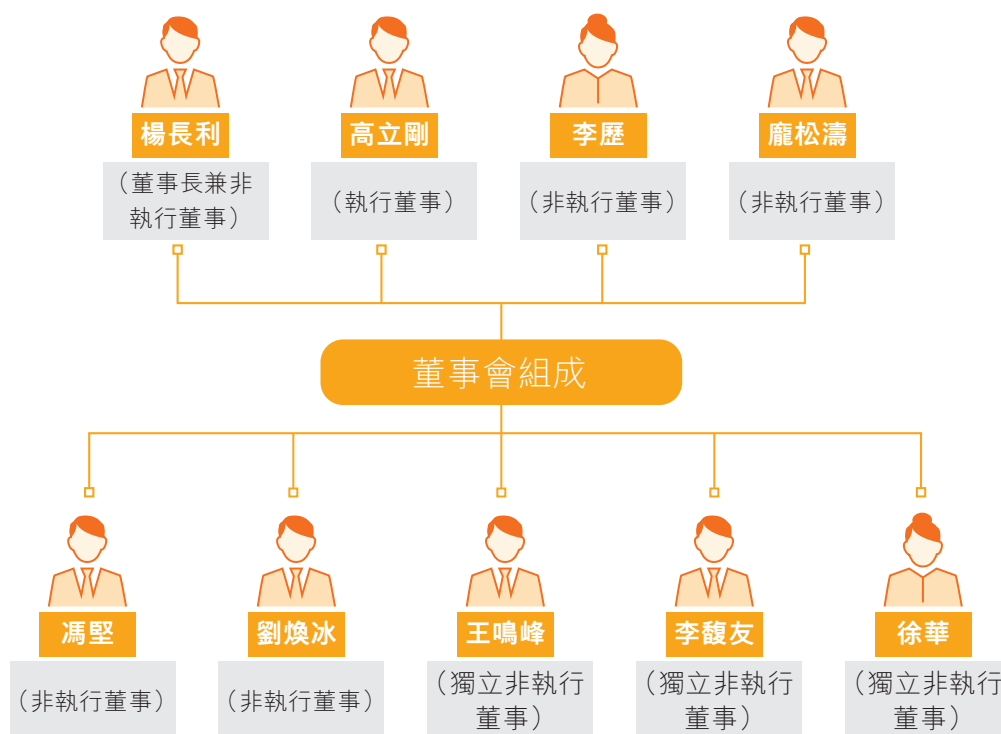 楊長利
高立剛
李歷
龐松濤
（董事長兼非
執行董事）
（執行董事）
（非執行董事）
（非執行董事）
董事會組成
馮堅
劉煥冰
王鳴峰
李馥友
徐華
（非執行董事）
（非執行董事）
（獨立非執行
董事）
（獨立非執行
董事）
（獨立非執行
董事）